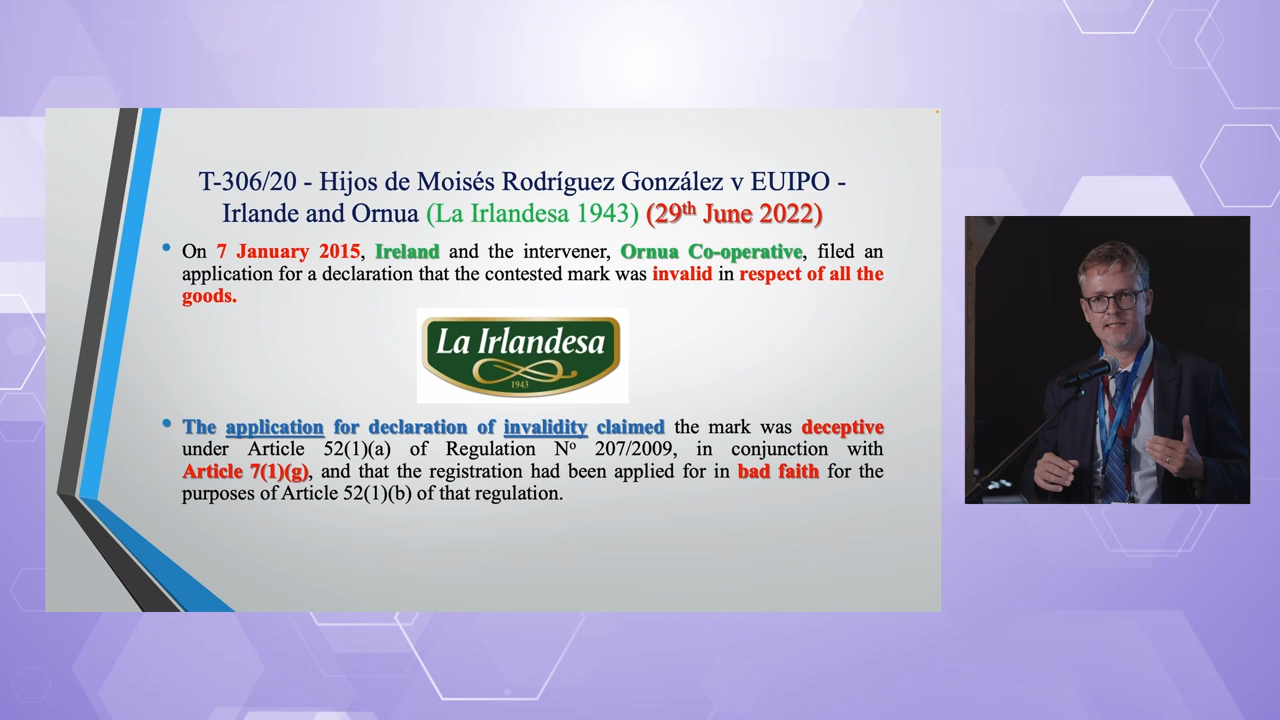 T-306/20 - Hijos de Moisés Rodríguez González v EUIPO -
Irlande and Ornua (La Irlandesa 1943) (29th June 2022)
• On 7 January 2015, Ireland and the intervener, Ornua Co-operative, filed an
application for a declaration that the contested mark was invalid in respect of all the
goods.
La Irlandesa
1943
• The application for declaration of invalidity claimed the mark was deceptive
under Article 52(1)(a) of Regulation Nº 207/2009, in conjunction with
Article 7(1)(g), and that the registration had been applied for in bad faith for the
purposes of Article 52(1)(b) of that regulation.